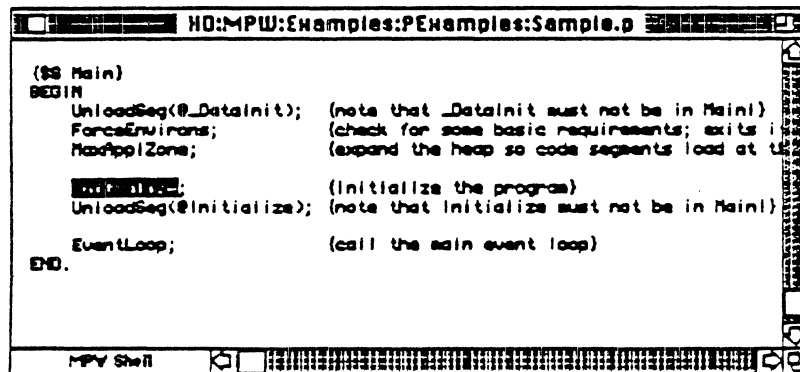 HD:MPW:Examples:PExamples:Sample.p
{$S Main}
BEGIN
UnloadSeg(@_DataInit); {note that _DataInit must not be in Main!}
ForceEnvirons; {check for some basic requirements; exits i
MaxApplZone; {expand the heap so code segments load at t
Initialize; {initialize the program}
UnloadSeg(@Initialize); {note that Initialize must not be in Main!}
EventLoop; {call the main event loop}
END.
MPW Shell